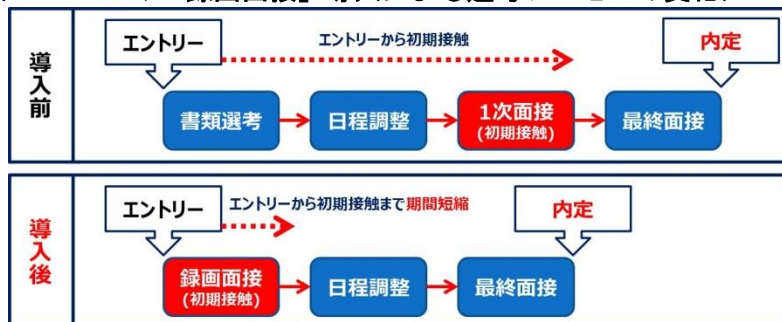 録画面接
導入前
エントリー
エントリーから初期接触
内定
書類選考
日程調整
1次面接
(初期接触)
最終面接
導入後
エントリー
エントリーから初期接触まで期間短縮
内定
録画面接
(初期接触)
日程調整
最終面接